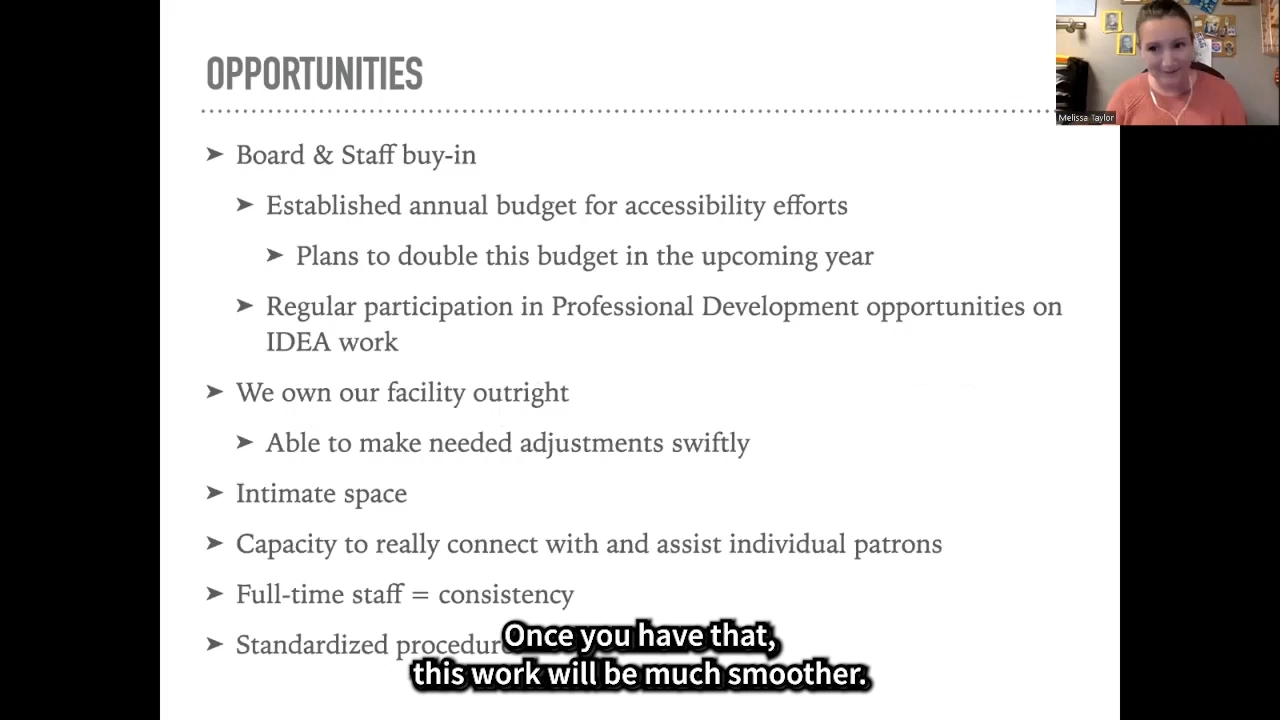 OPPORTUNITIES
Melissa Taylor
➤ Board & Staff buy-in
➤ Established annual budget for accessibility efforts
➤ Plans to double this budget in the upcoming year
➤ Regular participation in Professional Development opportunities on
IDEA work
➤ We own our facility outright
➤ Able to make needed adjustments swiftly
➤ Intimate space
➤ Capacity to really connect with and assist individual patrons
➤ Full-time staff = consistency
➤ Standardized
Once you have that,
this work will be much smoother.